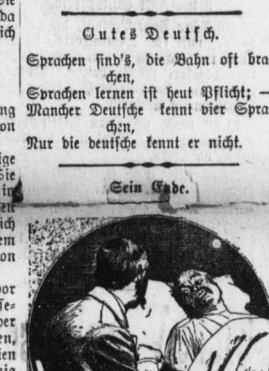 Gutes Deutsch.
Sprachen sind's, die Bahn oft bra
chen,
Sprachen lernen ist heut Pflicht; —
Mancher Deutsche kennt vier Spra
chen,
Nur die deutsche kennt er nicht.
Sein Ende.